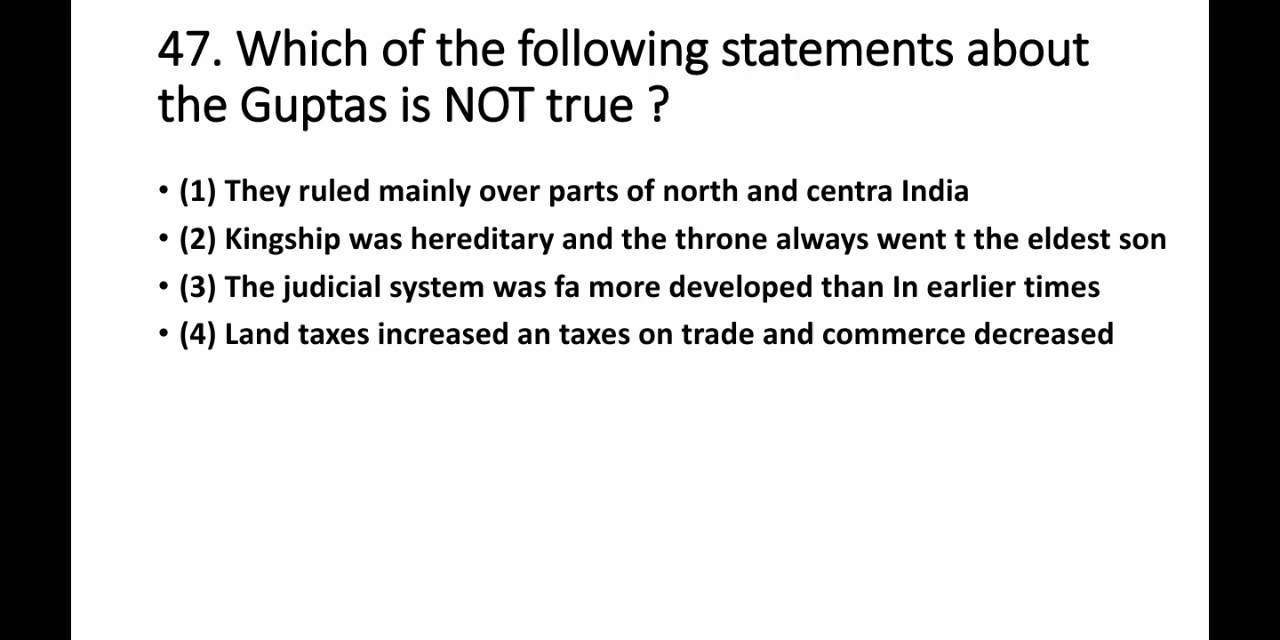 47. Which of the following statements about
the Guptas is NOT true ?
• (1) They ruled mainly over parts of north and centra India
• (2) Kingship was hereditary and the throne always went t the eldest son
• (3) The judicial system was fa more developed than In earlier times
• (4) Land taxes increased an taxes on trade and commerce decreased